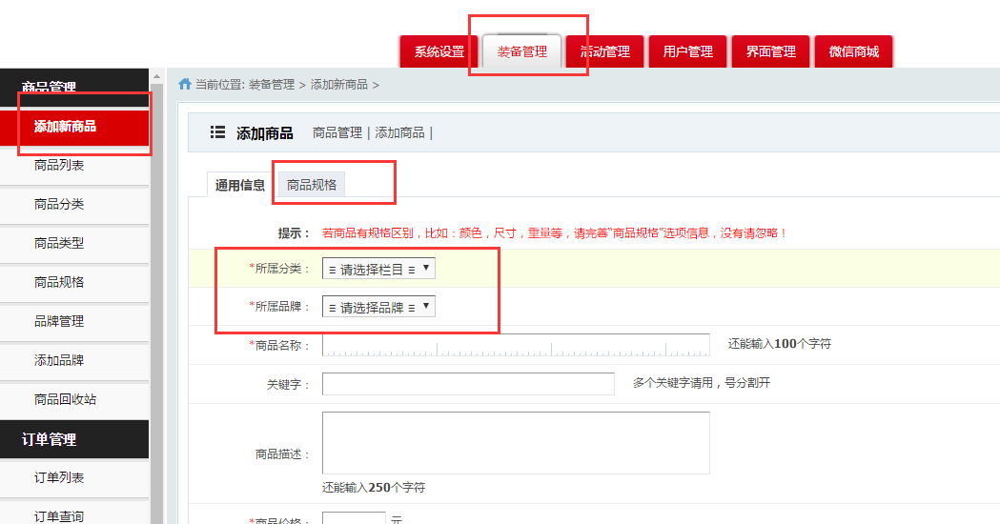 系统设置 装备管理 活动管理 用户管理 界面管理 微信商城
商品管理
添加新商品
商品列表
商品分类
商品类型
商品规格
品牌管理
添加品牌
商品回收站
订单管理
订单列表
订单查询
当前位置: 装备管理 > 添加新商品 >
添加商品 商品管理 | 添加商品 |
通用信息 商品规格
提示： 若商品有规格区别，比如：颜色，尺寸，重量等，请完善“商品规格”选项信息，没有请忽略！
*所属分类： ≡ 请选择栏目 ≡
*所属品牌： ≡ 请选择品牌 ≡
*商品名称： 还能输入100个字符
关键字： 多个关键字请用，号分割开
商品描述：
还能输入250个字符
*商品价格： 元